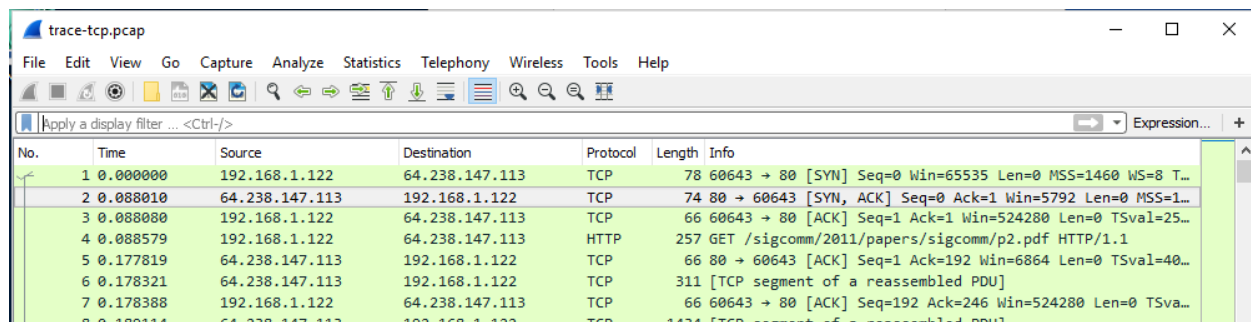 trace-tcp.pcap
File Edit View Go Capture Analyze Statistics Telephony Wireless Tools Help
Apply a display filter ... <Ctrl-/> Expression... +
No. Time Source Destination Protocol Length Info
1 0.000000 192.168.1.122 64.238.147.113 TCP 78 60643 → 80 [SYN] Seq=0 Win=65535 Len=0 MSS=1460 WS=8 T…
2 0.088010 64.238.147.113 192.168.1.122 TCP 74 80 → 60643 [SYN, ACK] Seq=0 Ack=1 Win=5792 Len=0 MSS=1…
3 0.088080 192.168.1.122 64.238.147.113 TCP 66 60643 → 80 [ACK] Seq=1 Ack=1 Win=524280 Len=0 TSval=25…
4 0.088579 192.168.1.122 64.238.147.113 HTTP 257 GET /sigcomm/2011/papers/sigcomm/p2.pdf HTTP/1.1
5 0.177819 64.238.147.113 192.168.1.122 TCP 66 80 → 60643 [ACK] Seq=1 Ack=192 Win=6864 Len=0 TSval=40…
6 0.178321 64.238.147.113 192.168.1.122 TCP 311 [TCP segment of a reassembled PDU]
7 0.178388 192.168.1.122 64.238.147.113 TCP 66 60643 → 80 [ACK] Seq=192 Ack=246 Win=524280 Len=0 TSva…